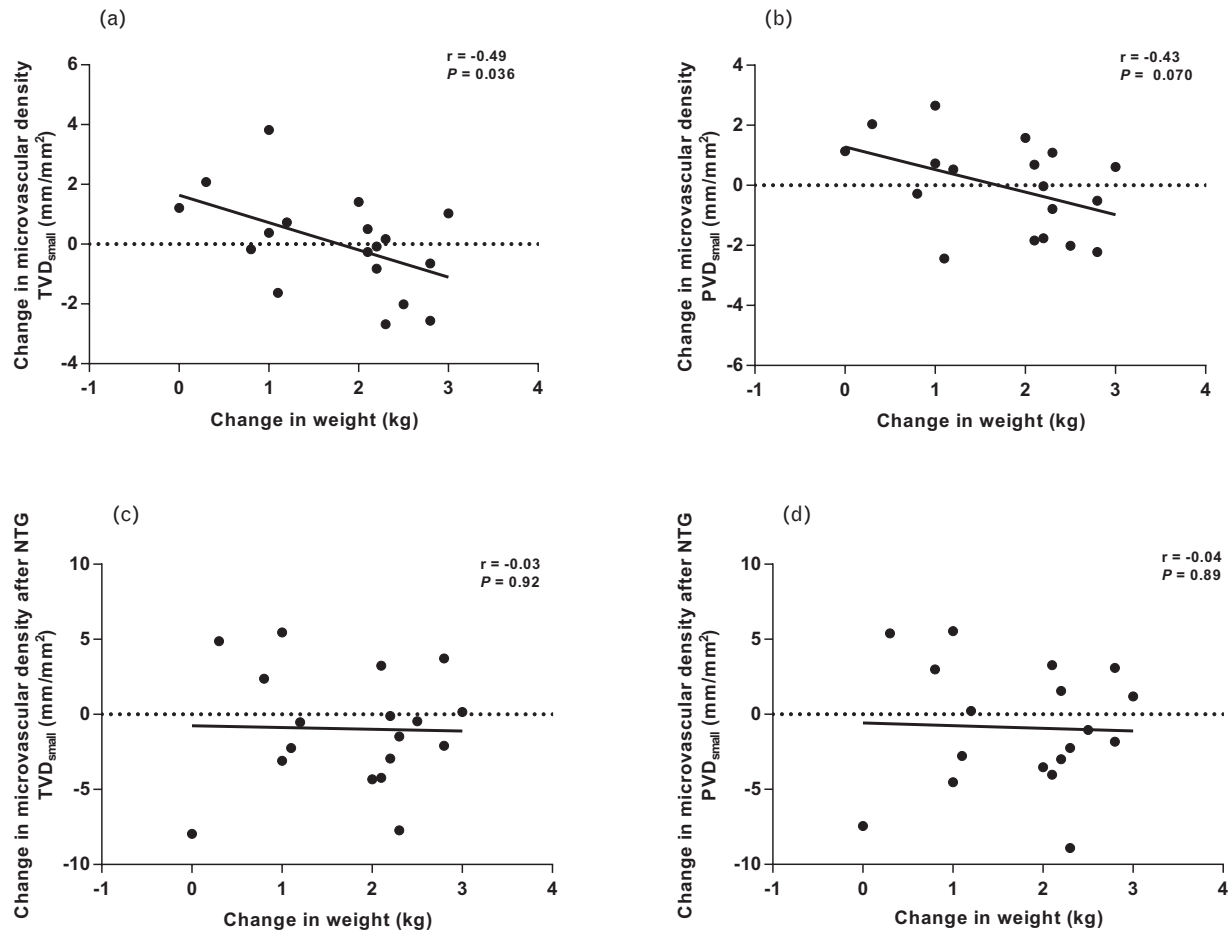 (a)
r = -0.49
P = 0.036
6
4
2
0
-2
-4
-1
0
1
2
3
4
Change in microvascular density
TVDsmall (mm/mm2)
Change in weight (kg)
(b)
r = -0.43
P = 0.070
4
2
0
-2
-4
-6
-1
0
1
2
3
4
Change in microvascular density
PVDsmall (mm/mm2)
Change in weight (kg)
(c)
r = -0.03
P = 0.92
10
5
0
-5
-10
-1
0
1
2
3
4
Change in microvascular density after NTG
TVDsmall (mm/mm2)
Change in weight (kg)
(d)
r = -0.04
P = 0.89
10
5
0
-5
-10
-1
0
1
2
3
4
Change in microvascular density after NTG
PVDsmall (mm/mm2)
Change in weight (kg)